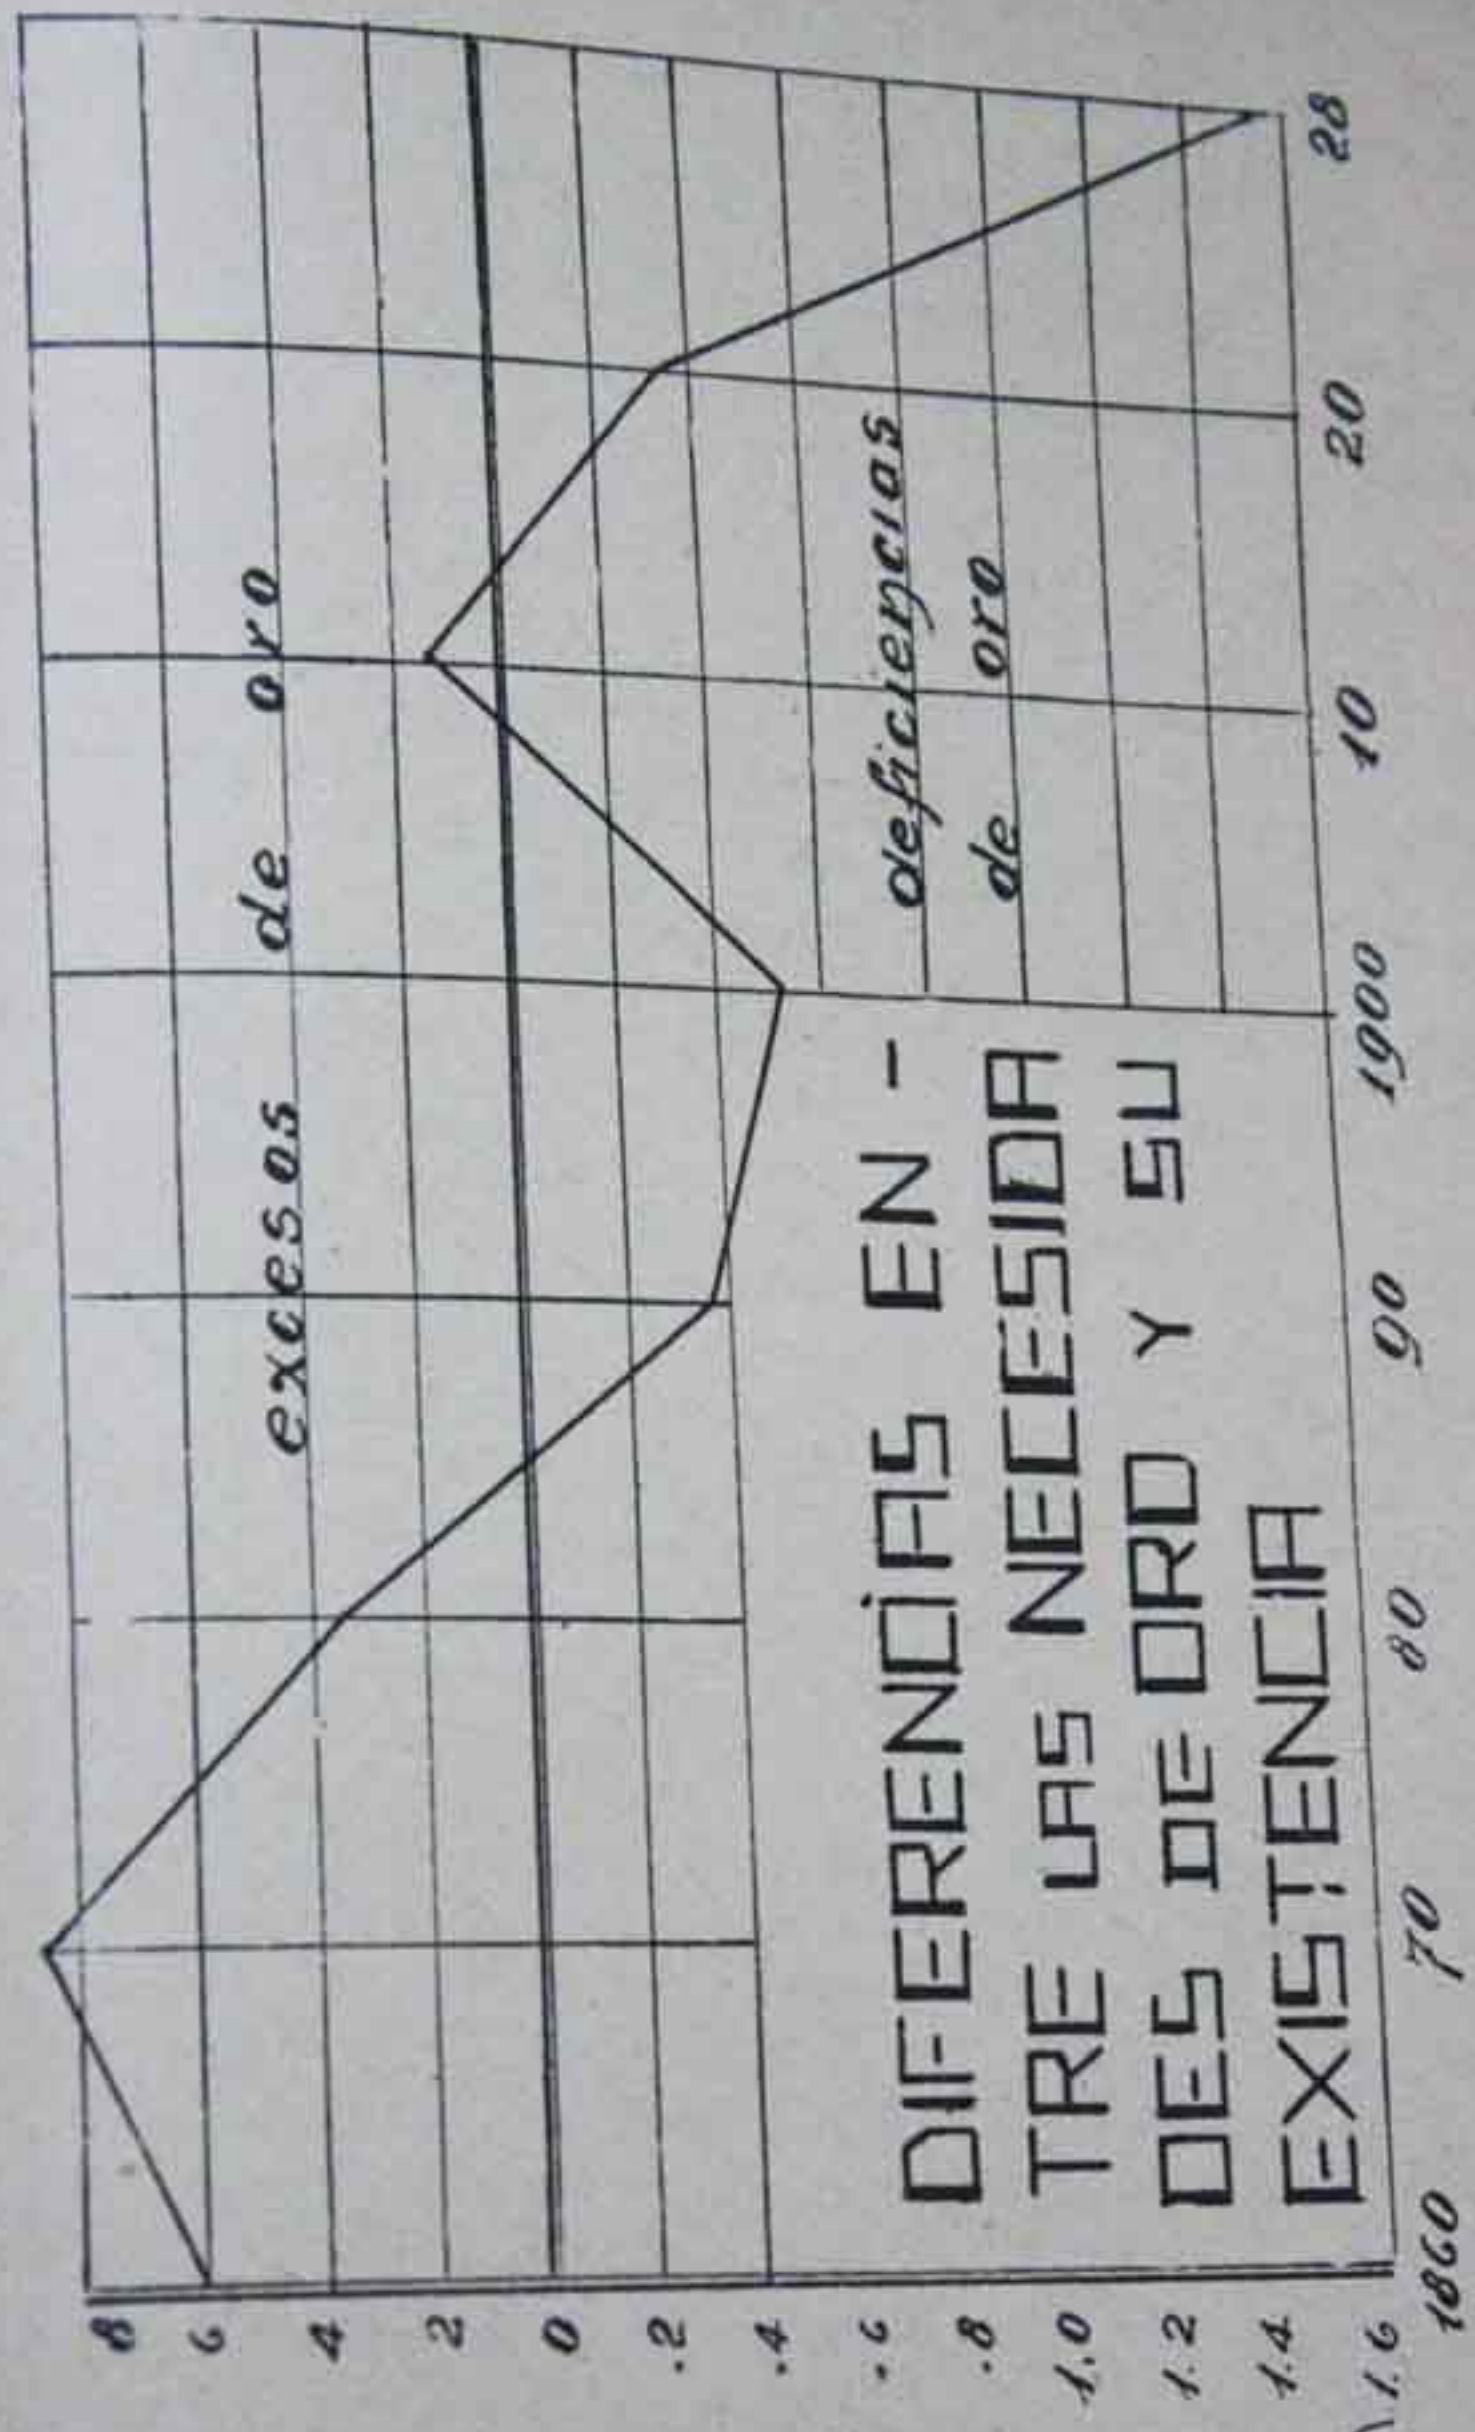 8
6
.4
.2
0
.2
.4
.6
.8
1.0
1.2
1.4
1.6
excesos de oro
deficiencias
de oro
DIFERENCIAS EN -
TRE LAS NECESIDA
DES DE ORO Y SU
EXISTENCIA
1860 70 80 90 1900 10 20 28